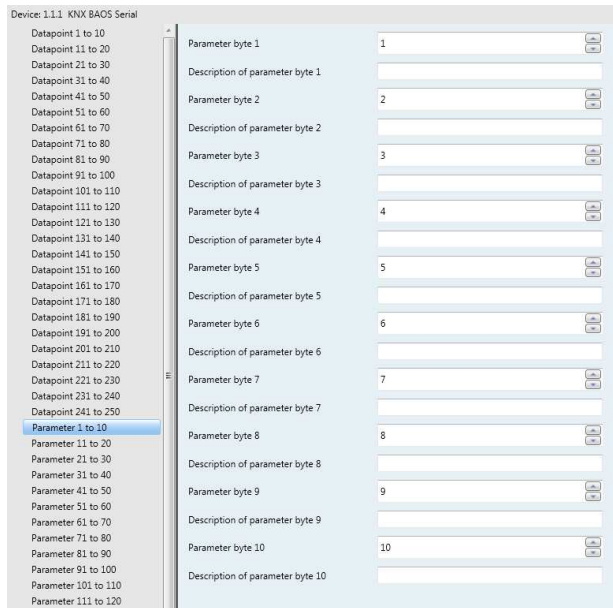 Device: 1.1.1 KNX BAOS Serial
Datapoint 1 to 10
Datapoint 11 to 20
Datapoint 21 to 30
Datapoint 31 to 40
Datapoint 41 to 50
Datapoint 51 to 60
Datapoint 61 to 70
Datapoint 71 to 80
Datapoint 81 to 90
Datapoint 91 to 100
Datapoint 101 to 110
Datapoint 111 to 120
Datapoint 121 to 130
Datapoint 131 to 140
Datapoint 141 to 150
Datapoint 151 to 160
Datapoint 161 to 170
Datapoint 171 to 180
Datapoint 181 to 190
Datapoint 191 to 200
Datapoint 201 to 210
Datapoint 211 to 220
Datapoint 221 to 230
Datapoint 231 to 240
Datapoint 241 to 250
Parameter 1 to 10
Parameter 11 to 20
Parameter 21 to 30
Parameter 31 to 40
Parameter 41 to 50
Parameter 51 to 60
Parameter 61 to 70
Parameter 71 to 80
Parameter 81 to 90
Parameter 91 to 100
Parameter 101 to 110
Parameter 111 to 120
Parameter byte 1 1
Description of parameter byte 1
Parameter byte 2 2
Description of parameter byte 2
Parameter byte 3 3
Description of parameter byte 3
Parameter byte 4 4
Description of parameter byte 4
Parameter byte 5 5
Description of parameter byte 5
Parameter byte 6 6
Description of parameter byte 6
Parameter byte 7 7
Description of parameter byte 7
Parameter byte 8 8
Description of parameter byte 8
Parameter byte 9 9
Description of parameter byte 9
Parameter byte 10 10
Description of parameter byte 10